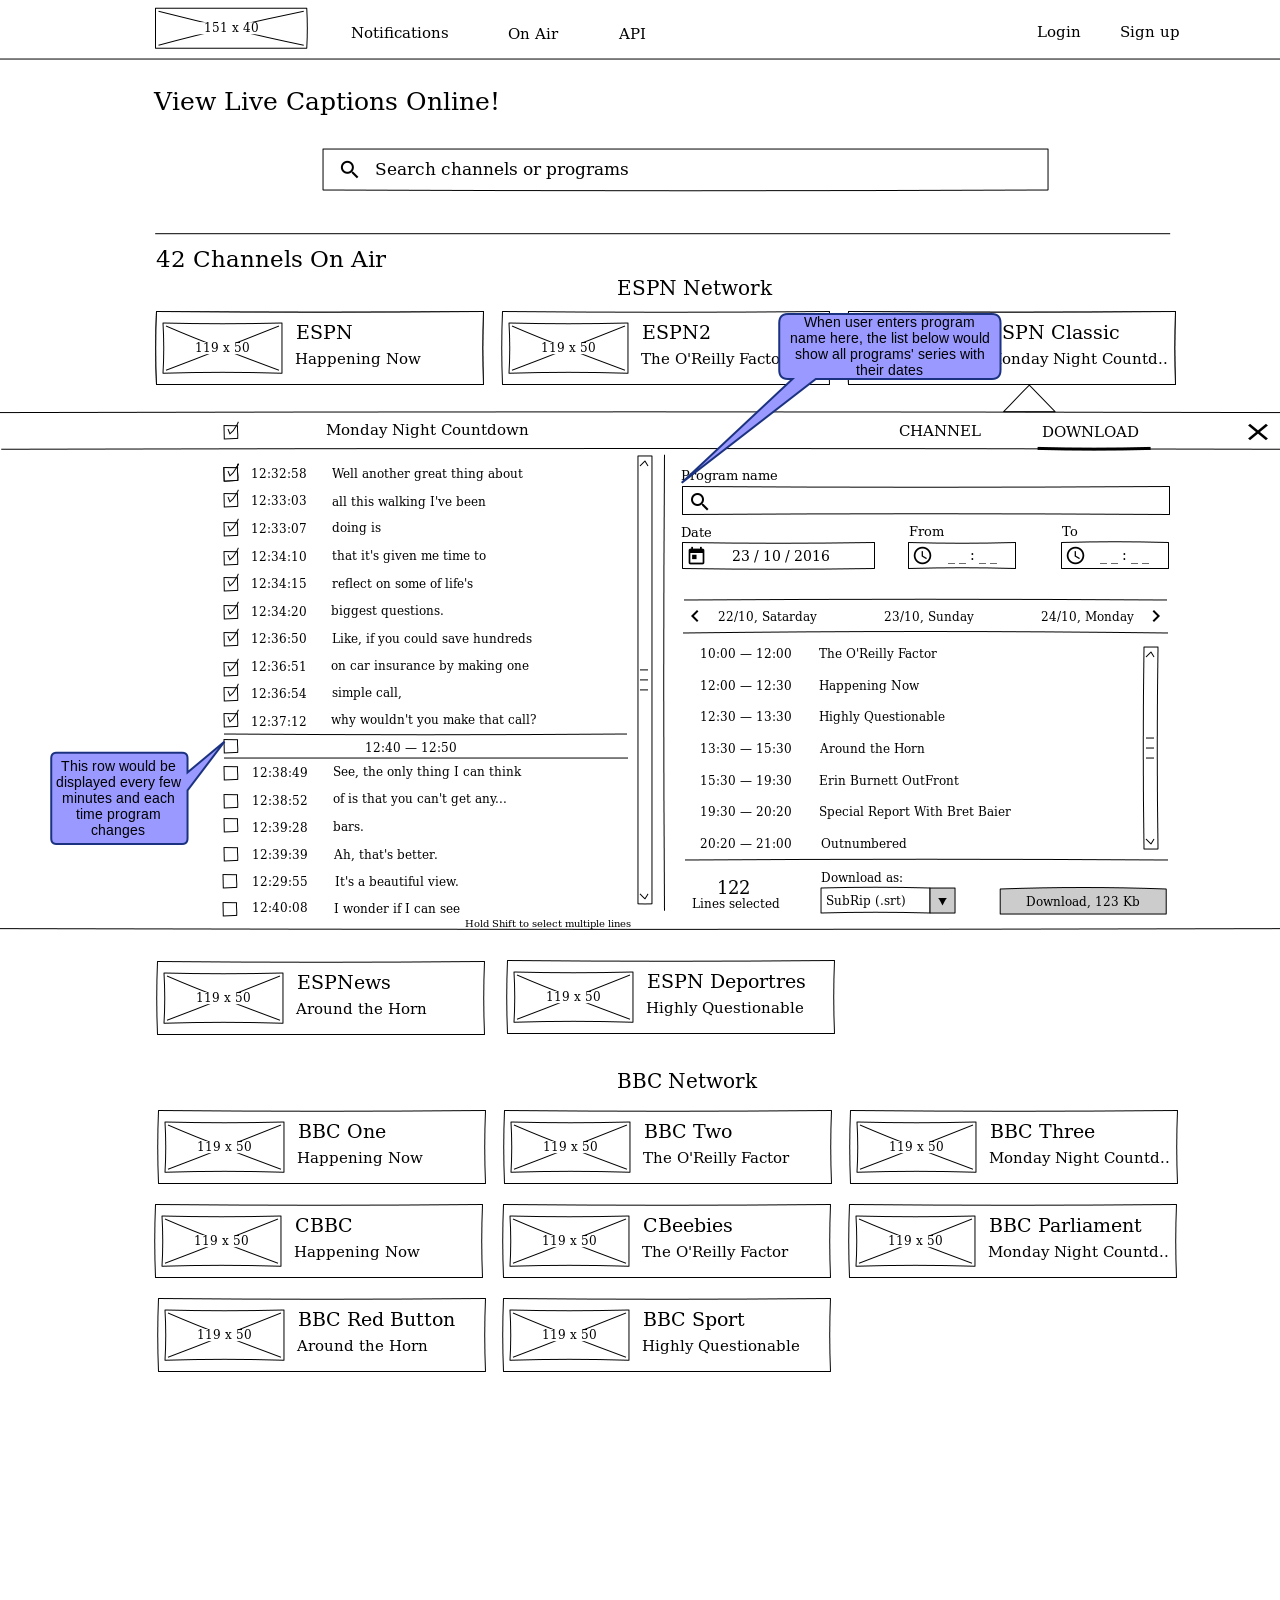 151 x 40
Notifications
On Air
API
Login
Sign up
View Live Captions Online!
Search channels or programs
42 Channels On Air
ESPN Network
119 x 50
ESPN
Happening Now
119 x 50
ESPN2
The O'Reilly Facto
SPN Classic
onday Night Countd..
When user enters program
name here, the list below would
show all programs' series with
their dates
Monday Night Countdown
CHANNEL
DOWNLOAD
12:32:58 Well another great thing about
12:33:03 all this walking I've been
12:33:07 doing is
12:34:10 that it's given me time to
12:34:15 reflect on some of life's
12:34:20 biggest questions.
12:36:50 Like, if you could save hundreds
12:36:51 on car insurance by making one
12:36:54 simple call,
12:37:12 why wouldn't you make that call?
12:40 — 12:50
12:38:49 See, the only thing I can think
12:38:52 of is that you can't get any...
12:39:28 bars.
12:39:39 Ah, that's better.
12:29:55 It's a beautiful view.
12:40:08 I wonder if I can see
Hold Shift to select multiple lines
This row would be
displayed every few
minutes and each
time program
changes
Program name
Date
From
To
23 / 10 / 2016
_ _ : _ _
_ _ : _ _
22/10, Satarday
23/10, Sunday
24/10, Monday
10:00 — 12:00 The O'Reilly Factor
12:00 — 12:30 Happening Now
12:30 — 13:30 Highly Questionable
13:30 — 15:30 Around the Horn
15:30 — 19:30 Erin Burnett OutFront
19:30 — 20:20 Special Report With Bret Baier
20:20 — 21:00 Outnumbered
122
Lines selected
Download as:
SubRip (.srt)
Download, 123 Kb
119 x 50
ESPNews
Around the Horn
119 x 50
ESPN Deportres
Highly Questionable
BBC Network
119 x 50
BBC One
Happening Now
119 x 50
BBC Two
The O'Reilly Factor
119 x 50
BBC Three
Monday Night Countd..
119 x 50
CBBC
Happening Now
119 x 50
CBeebies
The O'Reilly Factor
119 x 50
BBC Parliament
Monday Night Countd..
119 x 50
BBC Red Button
Around the Horn
119 x 50
BBC Sport
Highly Questionable